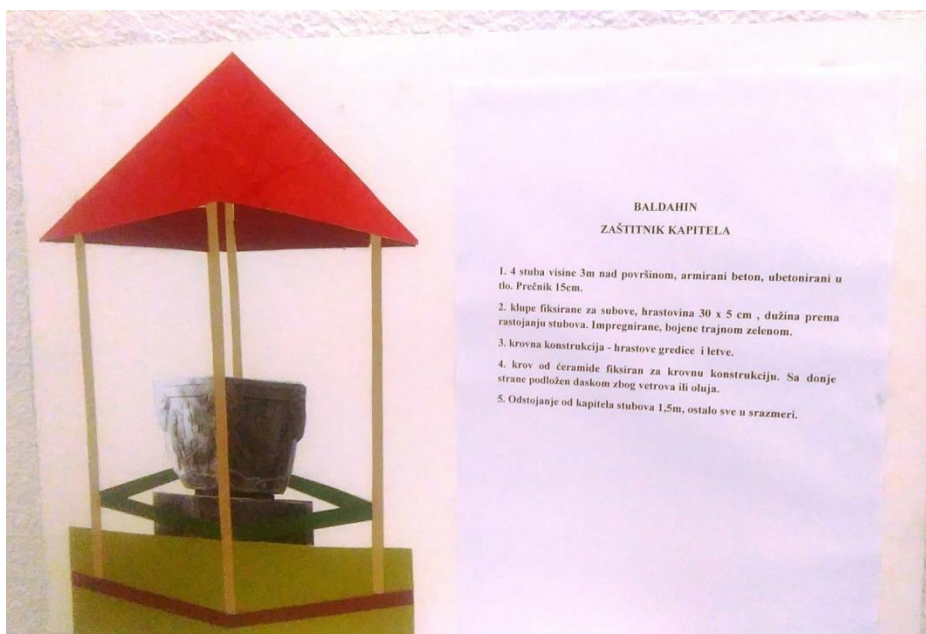 BALDAHIN
ZAŠTITNIK KAPITELA
1. 4 stuba visine 3m nad površinom, armirani beton, ubetonirani u
tlo. Prečnik 15cm.
2. klupe fiksirane za subove, hrastovina 30 x 5 cm , dužina prema
rastojanju stubova. Impregnirane, bojene trajnom zelenom.
3. krovna konstrukcija - hrastove gredice i letve.
4. krov od ćeramide fiksiran za krovnu konstrukciju. Sa donje
strane podložen daskom zbog vetrova ili oluja.
5. Odstojanje od kapitela stubova 1,5m, ostalo sve u srazmeri.